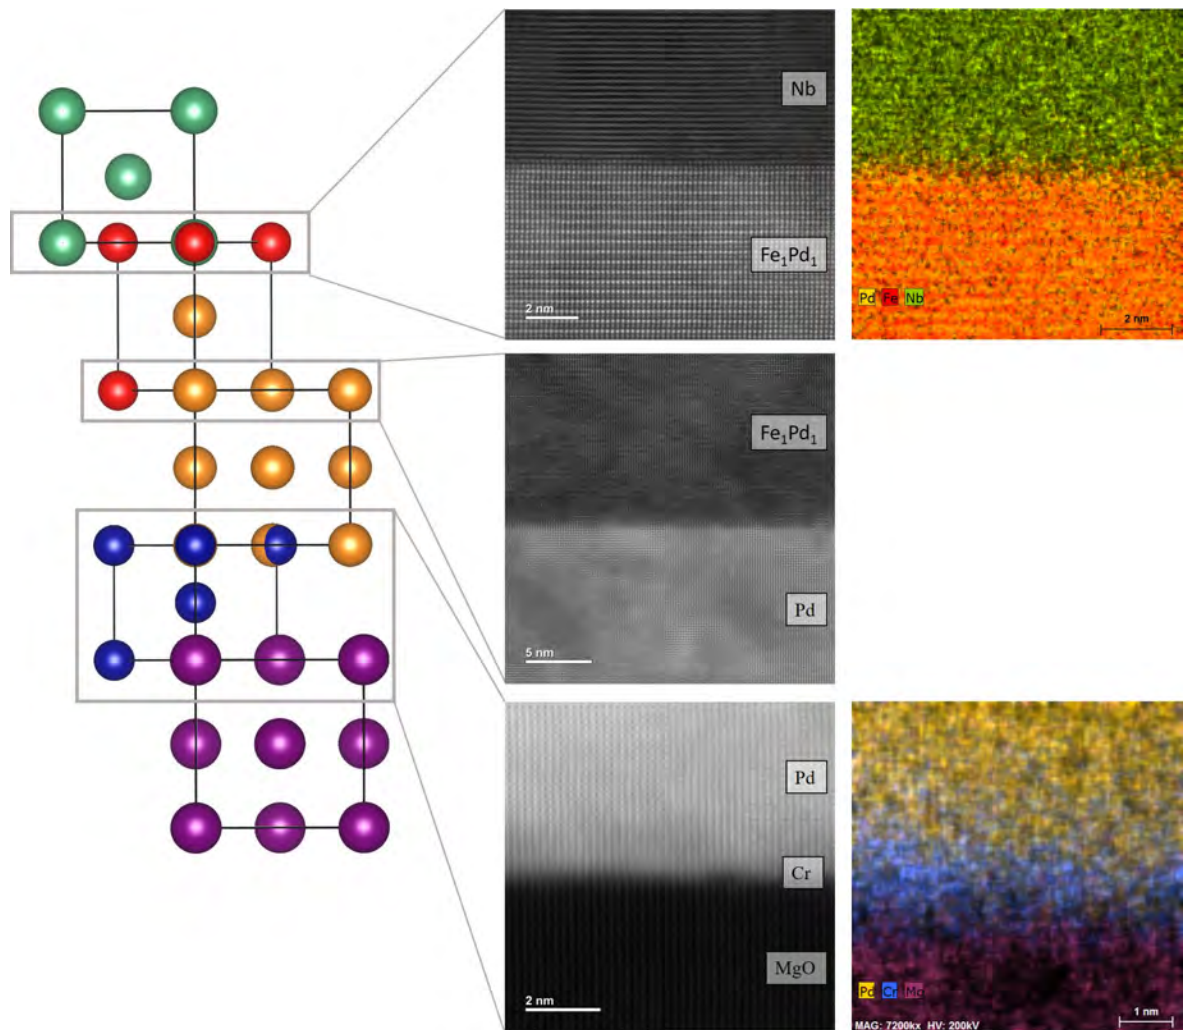 Nb
Fe₁Pd₁
2 nm
Pd Fe Nb
2 nm
Fe₁Pd₁
Pd
5 nm
Pd
Cr
MgO
2 nm
Pd Cr Mg
1 nm
MAG: 7200kx HV: 200kV